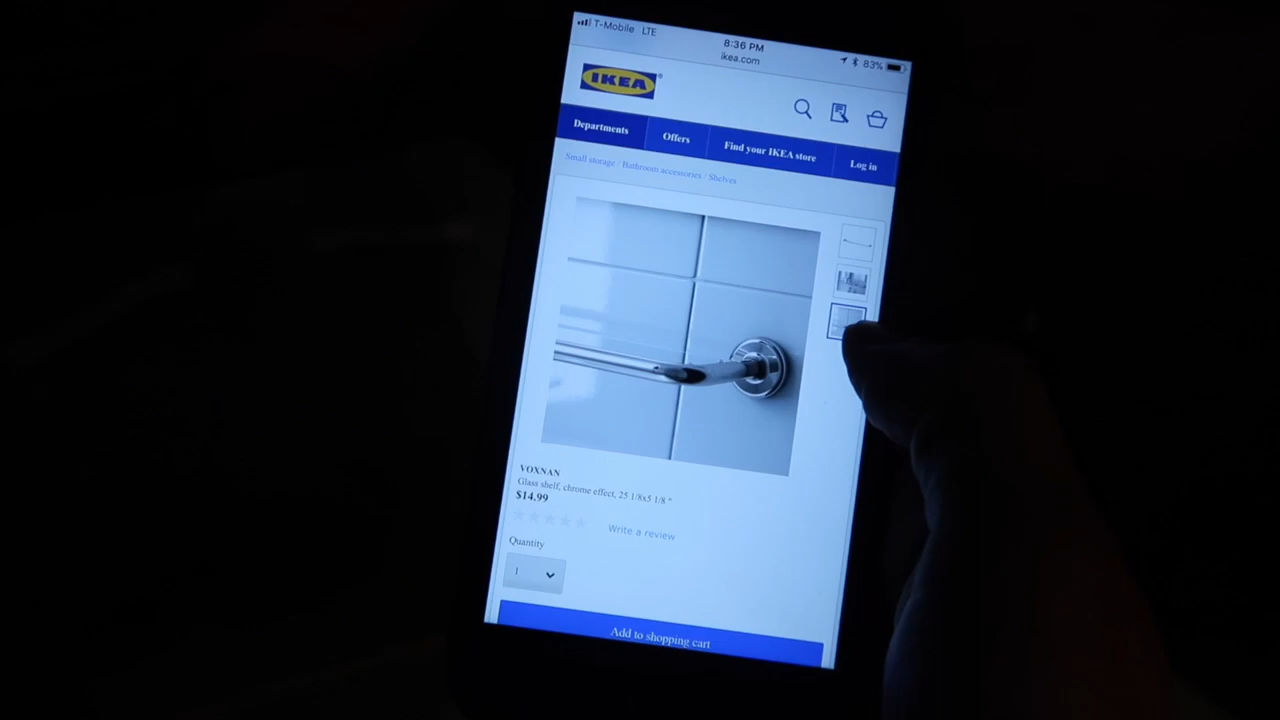 T-Mobile LTE
8:36 PM
83%
ikea.com
IKEA®
Departments
Offers
Find your IKEA store
Log in
Small storage / Bathroom accessories / Shelves
VOXNAN
Glass shelf, chrome effect, 25 1/8x5 1/8 "
$14.99
Write a review
Quantity
1
Add to shopping cart